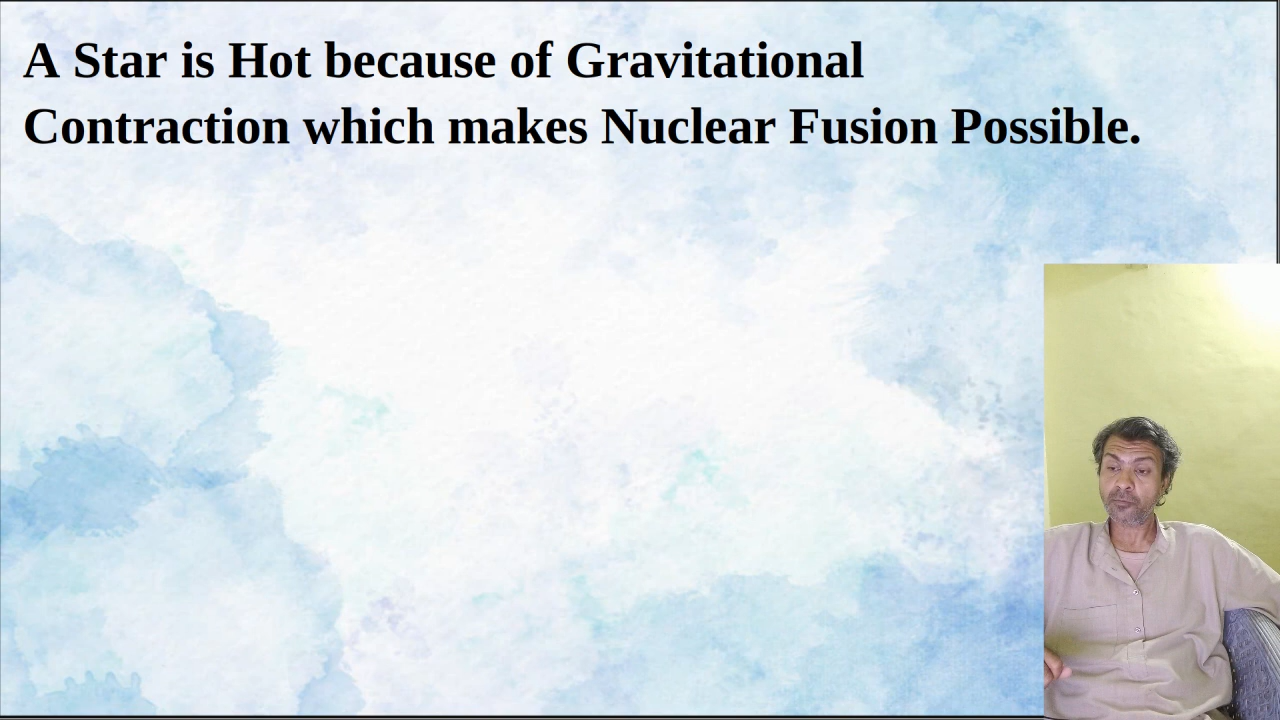 A Star is Hot because of Gravitational
Contraction which makes Nuclear Fusion Possible.